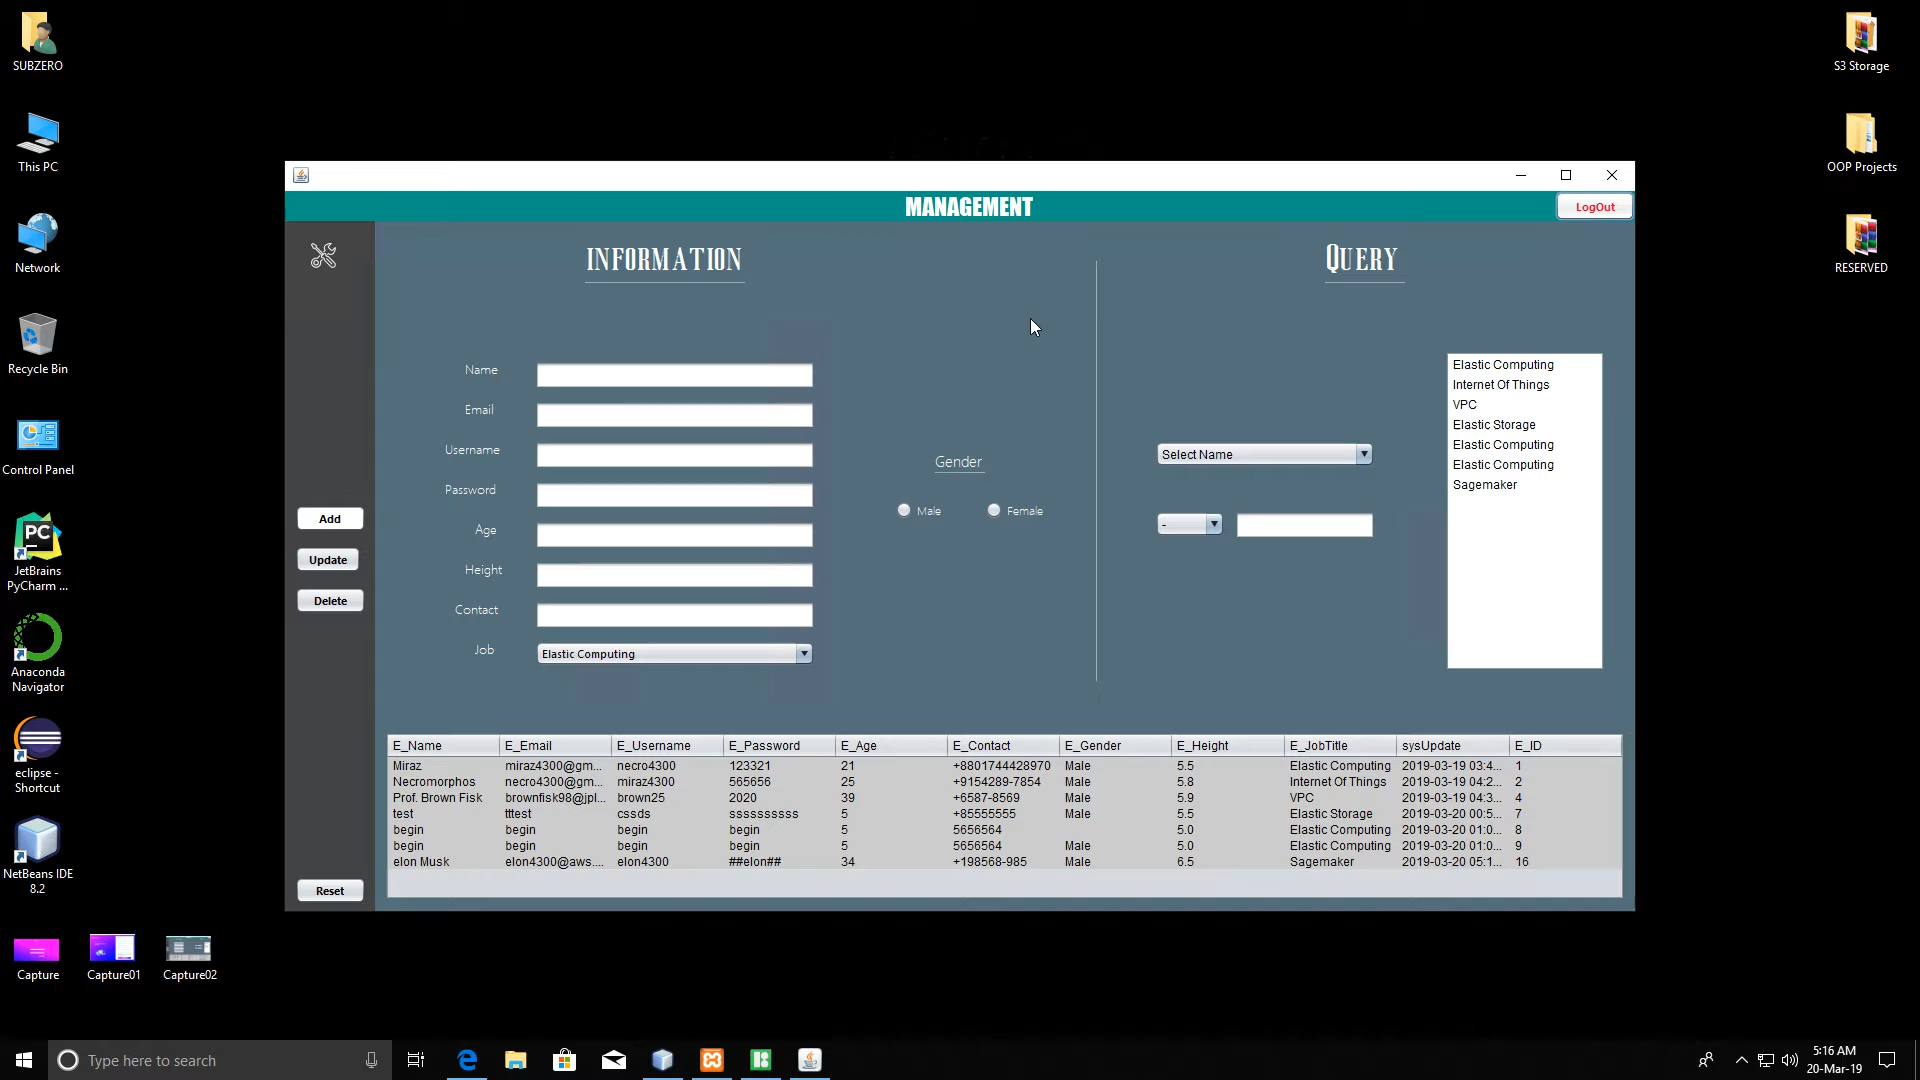 SUBZERO
This PC
Network
Recycle Bin
Control Panel
PC
JetBrains
PyCharm ...
Anaconda
Navigator
eclipse -
Shortcut
NetBeans IDE
8.2
Capture
Capture01
Capture02
S3 Storage
OOP Projects
RESERVED
MANAGEMENT
LogOut
INFORMATION
QUERY
Name
Email
Username
Password
Age
Height
Contact
Job
Elastic Computing
Gender
Male
Female
Add
Update
Delete
Reset
Select Name
-
Elastic Computing
Internet Of Things
VPC
Elastic Storage
Elastic Computing
Elastic Computing
Sagemaker
E_Name E_Email E_Username E_Password E_Age E_Contact E_Gender E_Height E_JobTitle sysUpdate E_ID
Miraz miraz4300@gm... necro4300 123321 21 +8801744428970 Male 5.5 Elastic Computing 2019-03-19 03:4... 1
Necromorphos necro4300@gm... miraz4300 565656 25 +9154289-7854 Male 5.8 Internet Of Things 2019-03-19 04:2... 2
Prof. Brown Fisk brownfisk98@jpl... brown25 2020 39 +6587-8569 Male 5.9 VPC 2019-03-19 04:3... 4
test tttest cssds ssssssssss 5 +85555555 Male 5.5 Elastic Storage 2019-03-20 00:5... 7
begin begin begin begin 5 5656564 5.0 Elastic Computing 2019-03-20 01:0... 8
begin begin begin begin 5 5656564 Male 5.0 Elastic Computing 2019-03-20 01:0... 9
elon Musk elon4300@aws.... elon4300 ##elon## 34 +198568-985 Male 6.5 Sagemaker 2019-03-20 05:1... 16
Type here to search
5:16 AM
20-Mar-19